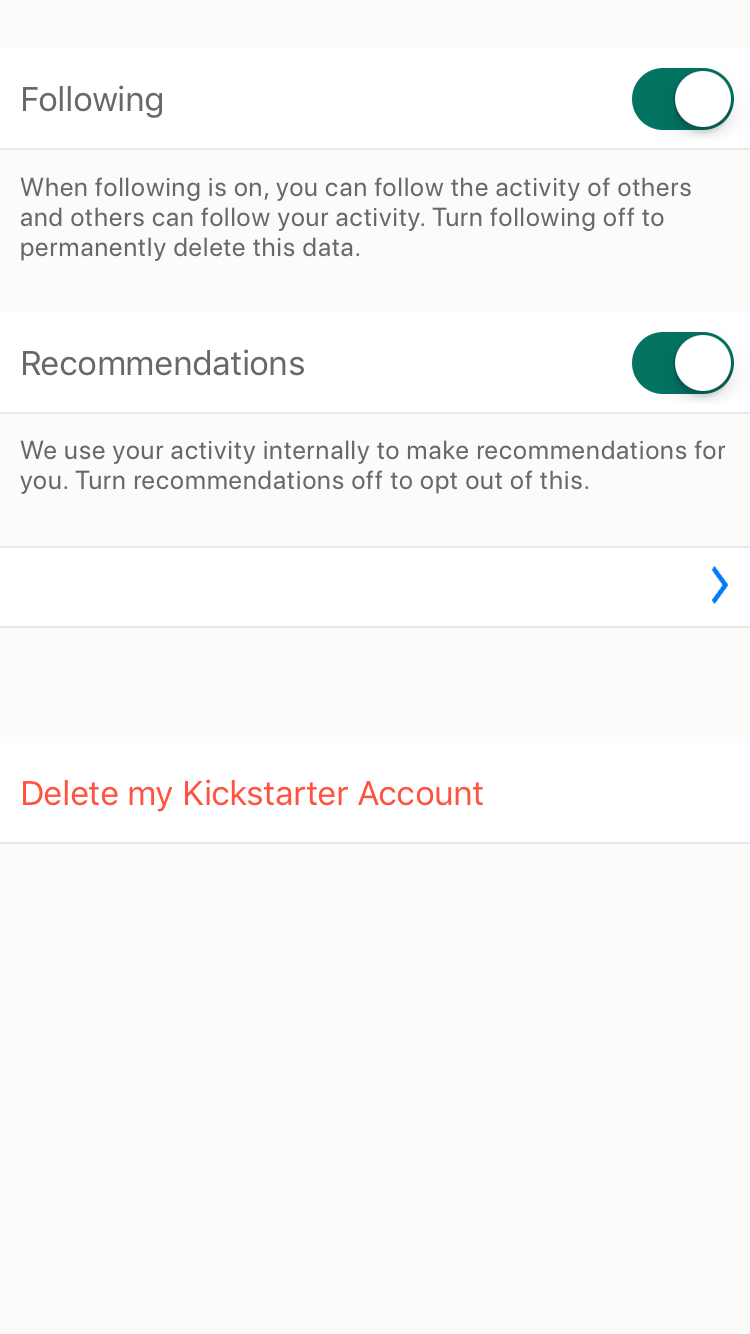 Following
When following is on, you can follow the activity of others
and others can follow your activity. Turn following off to
permanently delete this data.
Recommendations
We use your activity internally to make recommendations for
you. Turn recommendations off to opt out of this.
Delete my Kickstarter Account